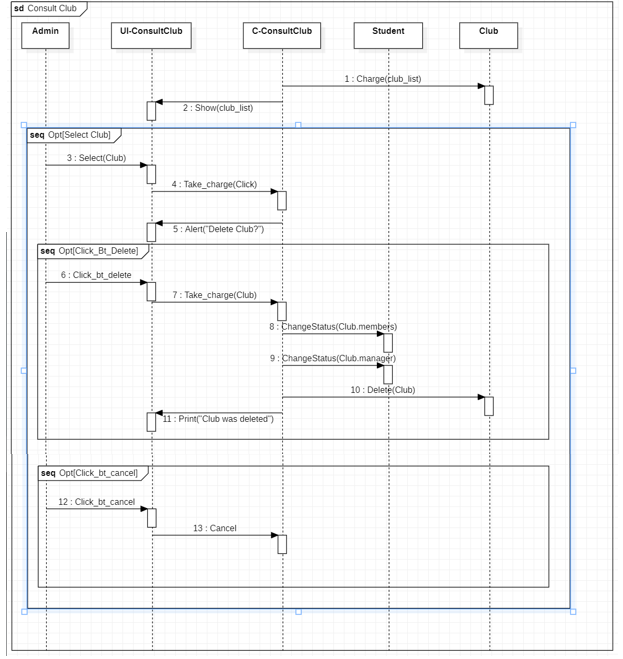 sd Consult Club
Admin
UI-ConsultClub
C-ConsultClub
Student
Club
1 : Charge(club_list)
2 : Show(club_list)
seq Opt[Select Club]
3 : Select(Club)
4 : Take_charge(Click)
5 : Alert("Delete Club?")
seq Opt[Click_Bt_Delete]
6 : Click_bt_delete
7 : Take_charge(Club)
8 : ChangeStatus(Club.members)
9 : ChangeStatus(Club.manager)
10 : Delete(Club)
11 : Print("Club was deleted")
seq Opt[Click_bt_cancel]
12 : Click_bt_cancel
13 : Cancel